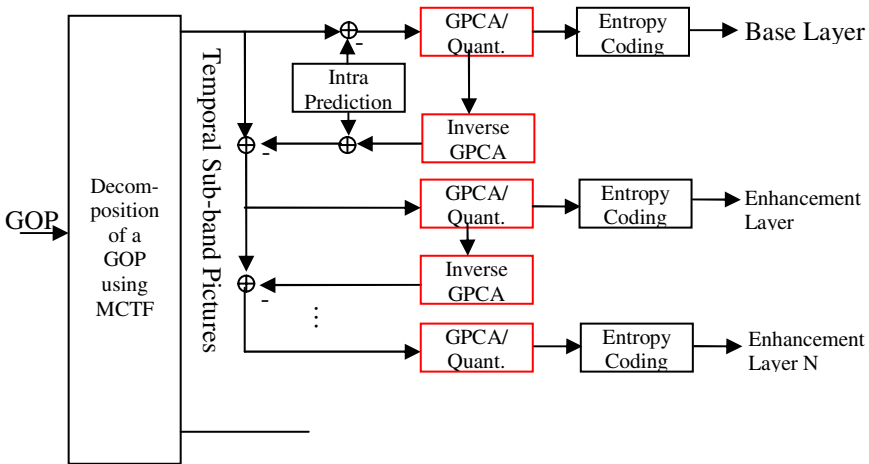 GPCA/
Quant.
Entropy
Coding
Base Layer
-
Intra
Prediction
Temporal Sub-band Pictures
Inverse
GPCA
-
Decom-
position
of a
GOP
using
MCTF
GOP
GPCA/
Quant.
Entropy
Coding
Enhancement
Layer
Inverse
GPCA
-
...
GPCA/
Quant.
Entropy
Coding
Enhancement
Layer N